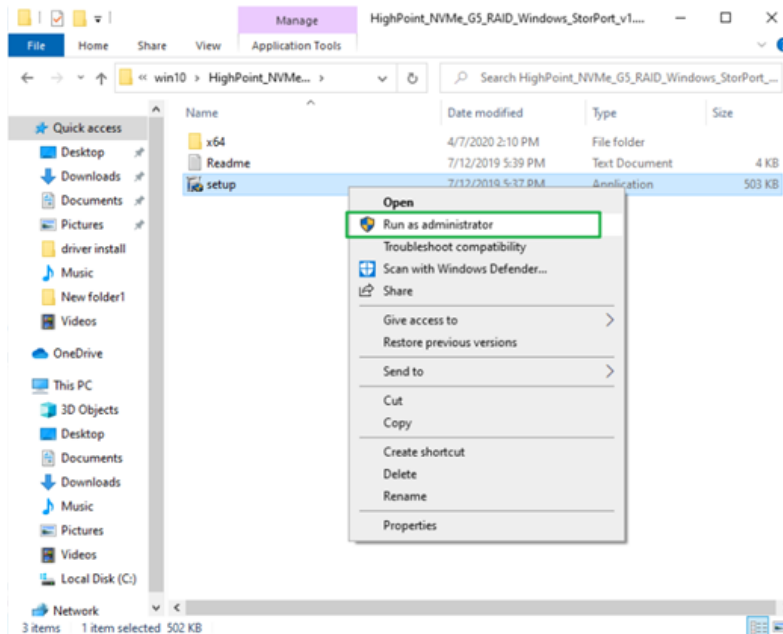 Manage
HighPoint_NVMe_G5_RAID_Windows_StorPort_v1....
File Home Share View Application Tools
« win10 › HighPoint_NVMe... ›
Search HighPoint_NVMe_G5_RAID_Windows_StorPort_...
Name Date modified Type Size
Quick access
Desktop
Downloads
Documents
Pictures
driver install
Music
New folder1
Videos
OneDrive
This PC
3D Objects
Desktop
Documents
Downloads
Music
Pictures
Videos
Local Disk (C:)
Network
x64 4/7/2020 2:10 PM File folder
Readme 7/12/2019 5:39 PM Text Document 4 KB
setup 7/12/2019 5:37 PM Application 503 KB
Open
Run as administrator
Troubleshoot compatibility
Scan with Windows Defender...
Share
Give access to
Restore previous versions
Send to
Cut
Copy
Create shortcut
Delete
Rename
Properties
3 items 1 item selected 502 KB